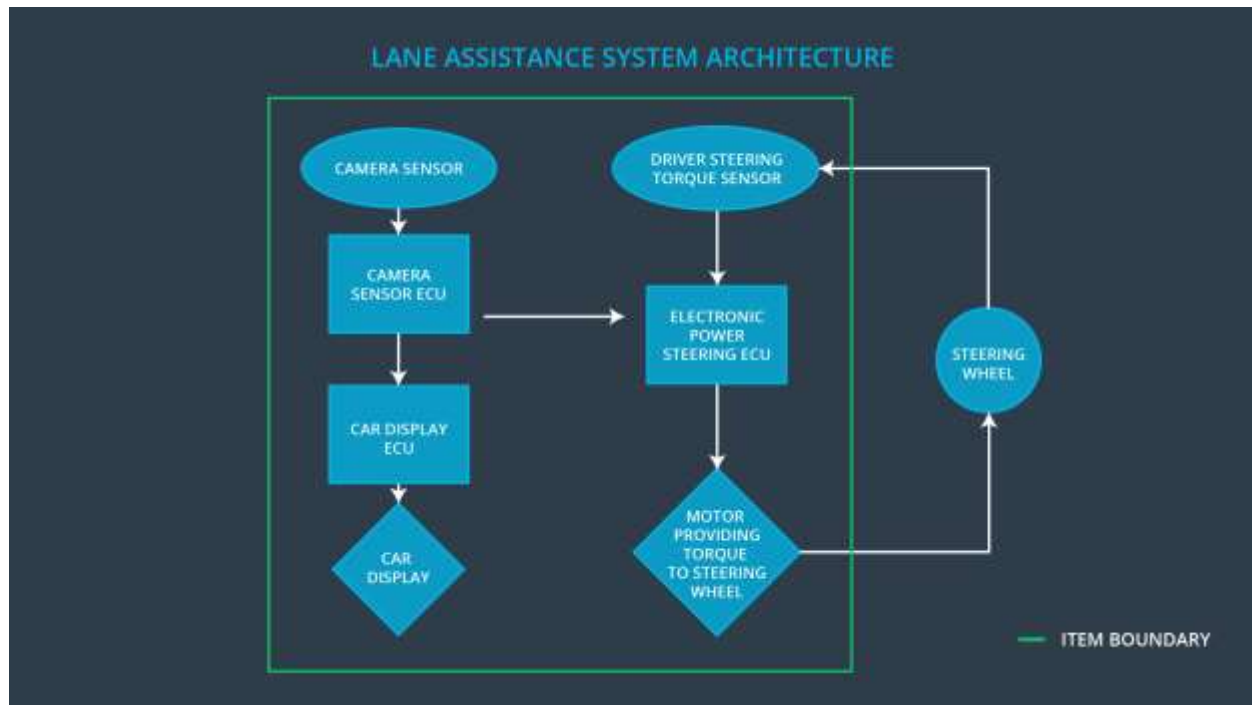 LANE ASSISTANCE SYSTEM ARCHITECTURE
CAMERA SENSOR
CAMERA
SENSOR ECU
CAR DISPLAY
ECU
CAR
DISPLAY
DRIVER STEERING
TORQUE SENSOR
ELECTRONIC
POWER
STEERING ECU
MOTOR
PROVIDING
TORQUE
TO STEERING
WHEEL
STEERING
WHEEL
ITEM BOUNDARY